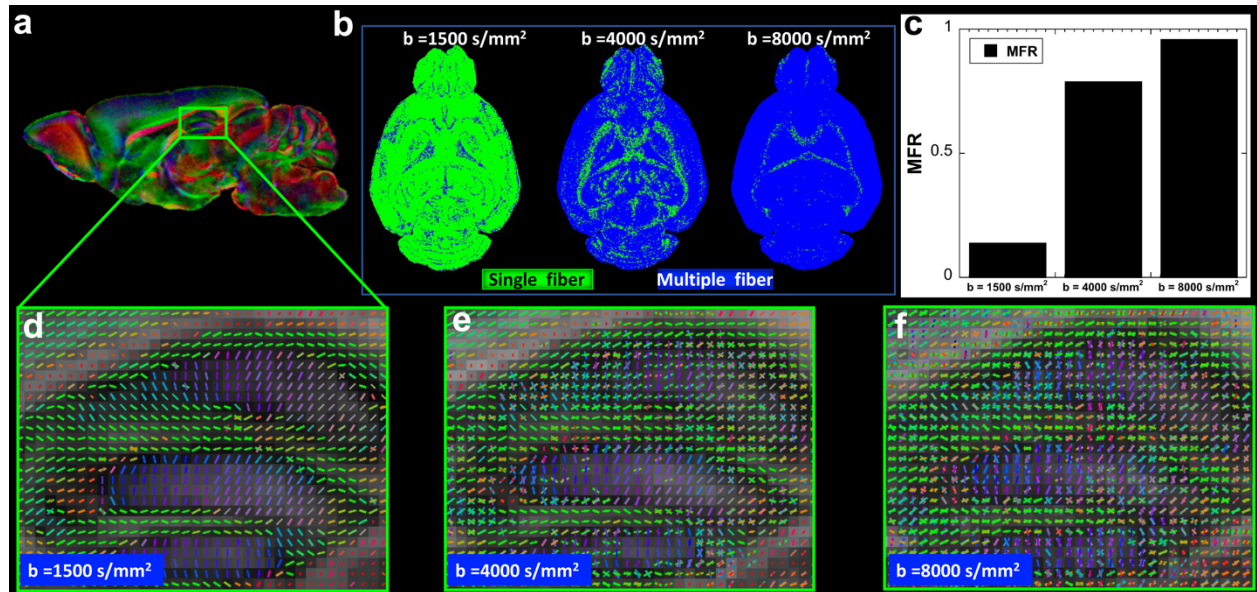 a
b
b =1500 s/mm²
b =4000 s/mm²
b =8000 s/mm²
Single fiber
Multiple fiber
c
1
0.5
0
MFR
MFR
b = 1500 s/mm²
b = 4000 s/mm²
b = 8000 s/mm²
d
b =1500 s/mm²
e
b =4000 s/mm²
f
b =8000 s/mm²